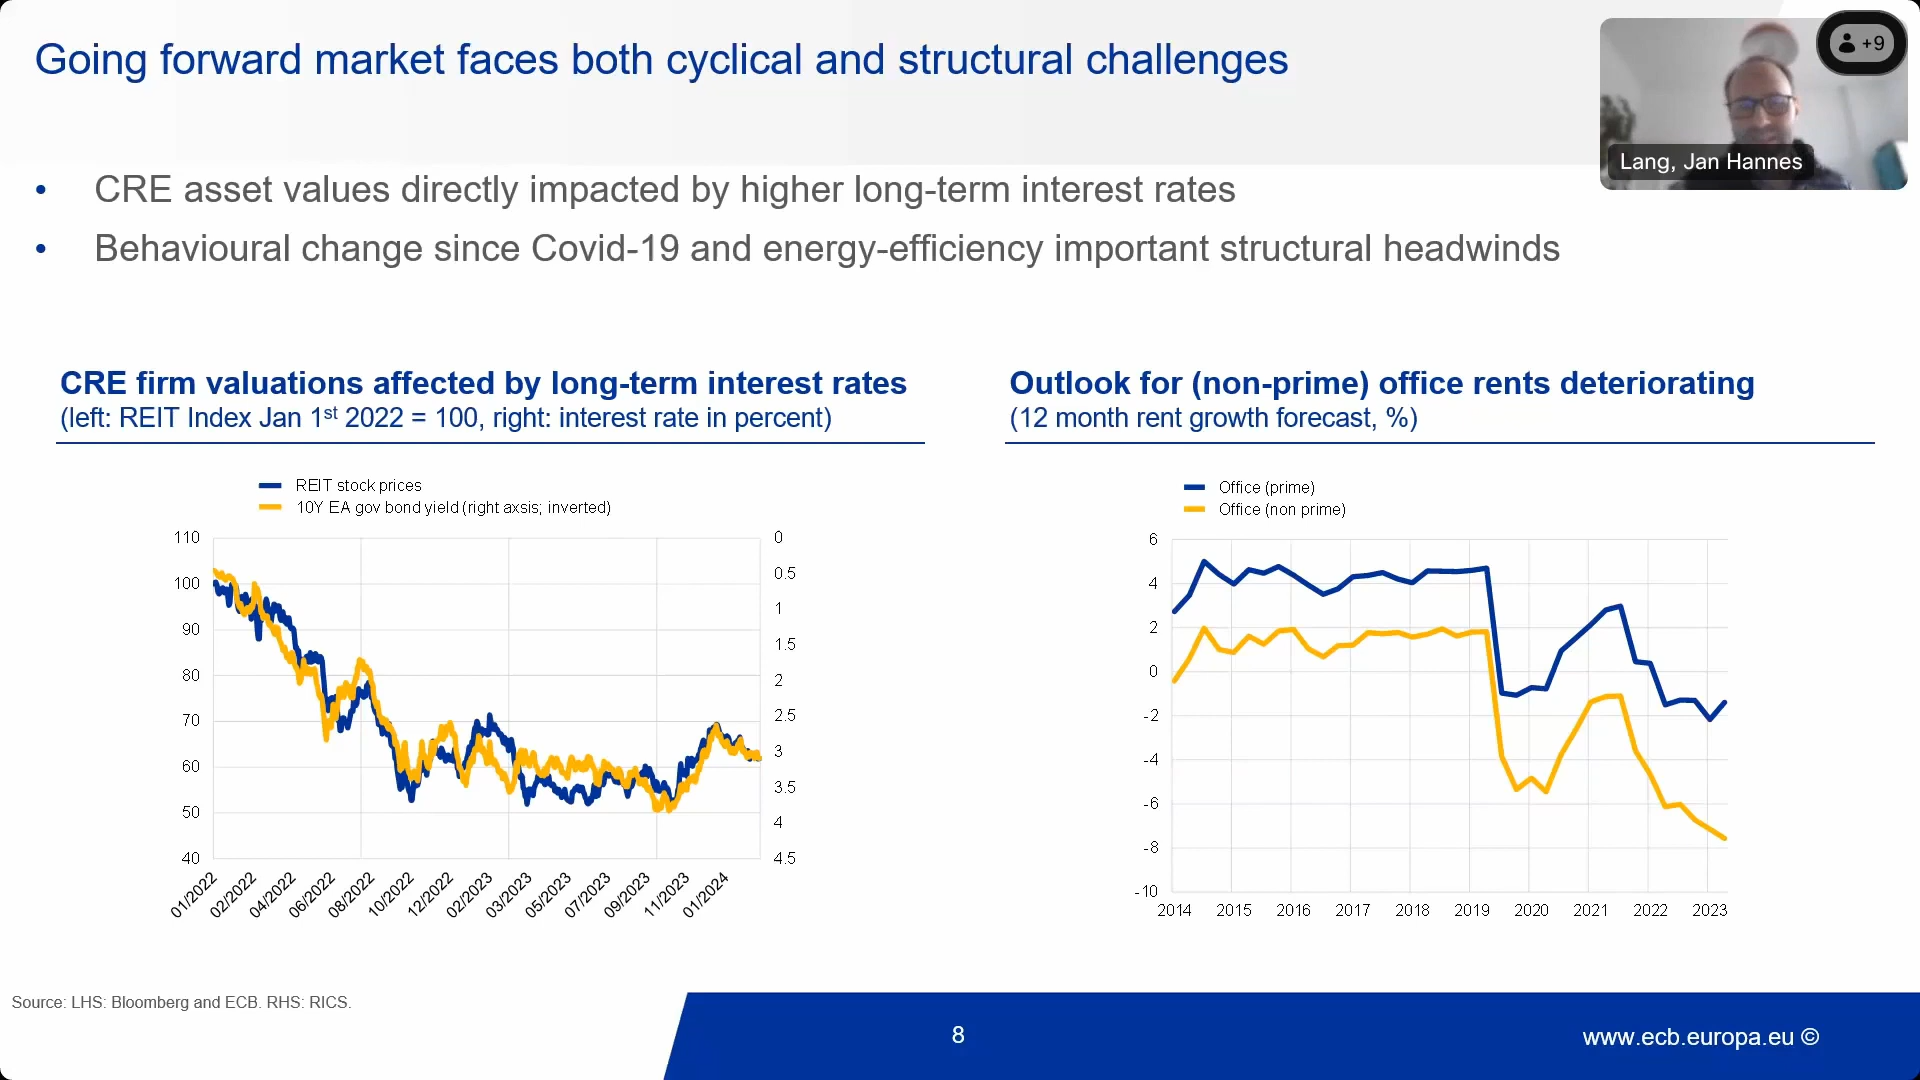 Going forward market faces both cyclical and structural challenges
+9
Lang, Jan Hannes
• CRE asset values directly impacted by higher long-term interest rates
• Behavioural change since Covid-19 and energy-efficiency important structural headwinds
CRE firm valuations affected by long-term interest rates
(left: REIT Index Jan 1st 2022 = 100, right: interest rate in percent)
REIT stock prices
10Y EA gov bond yield (right axsis; inverted)
110
100
90
80
70
60
50
40
0
0.5
1
1.5
2
2.5
3
3.5
4
4.5
01/2022
02/2022
04/2022
06/2022
08/2022
10/2022
12/2022
02/2023
03/2023
05/2023
07/2023
09/2023
11/2023
01/2024
Outlook for (non-prime) office rents deteriorating
(12 month rent growth forecast, %)
Office (prime)
Office (non prime)
6
4
2
0
-2
-4
-6
-8
-10
2014 2015 2016 2017 2018 2019 2020 2021 2022 2023
Source: LHS: Bloomberg and ECB. RHS: RICS.
8
www.ecb.europa.eu ©